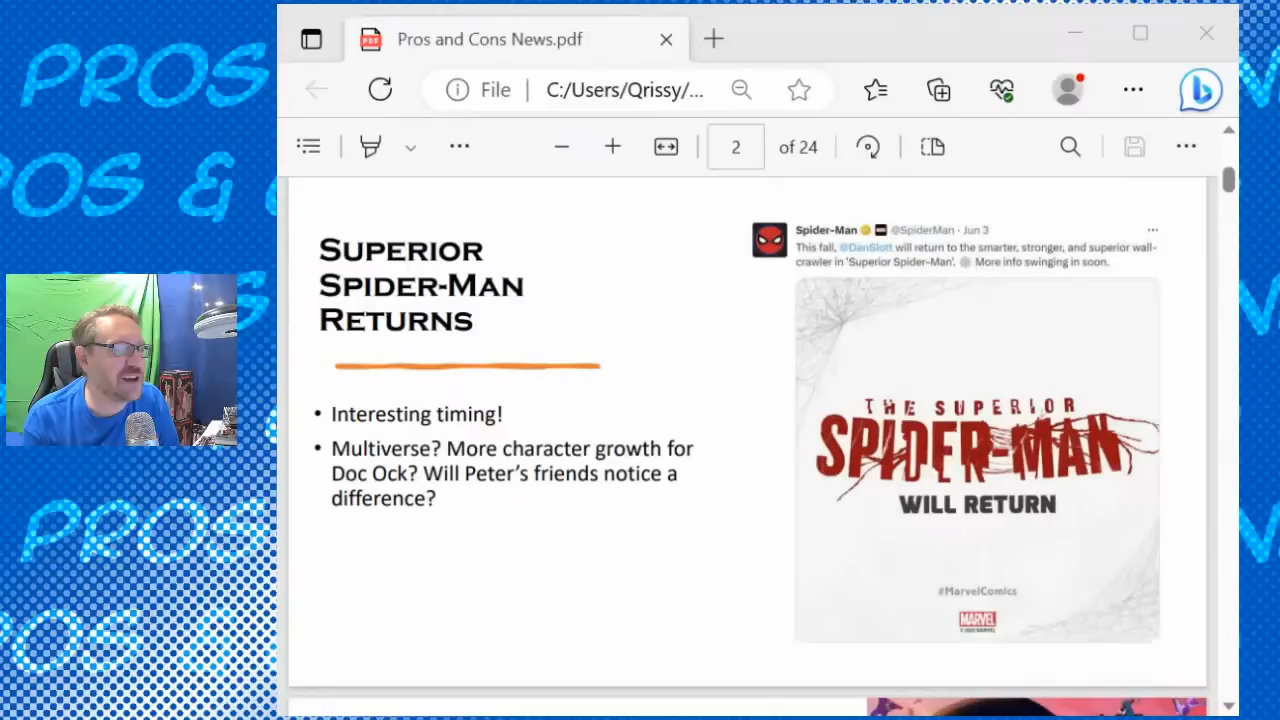 PROS
POS &
PROS
POS
Pros and Cons News.pdf
PDF
File
C:/Users/Qrissy/...
2
of 24
SUPERIOR
SPIDER-MAN
RETURNS
• Interesting timing!
• Multiverse? More character growth for
Doc Ock? Will Peter's friends notice a
difference?
Spider-Man @SpiderMan · Jun 3
This fall, @DanSlott will return to the smarter, stronger, and superior wall-
crawler in 'Superior Spider-Man'. More info swinging in soon.
THE SUPERIOR
SPIDER-MAN
WILL RETURN
#MarvelComics
MARVEL